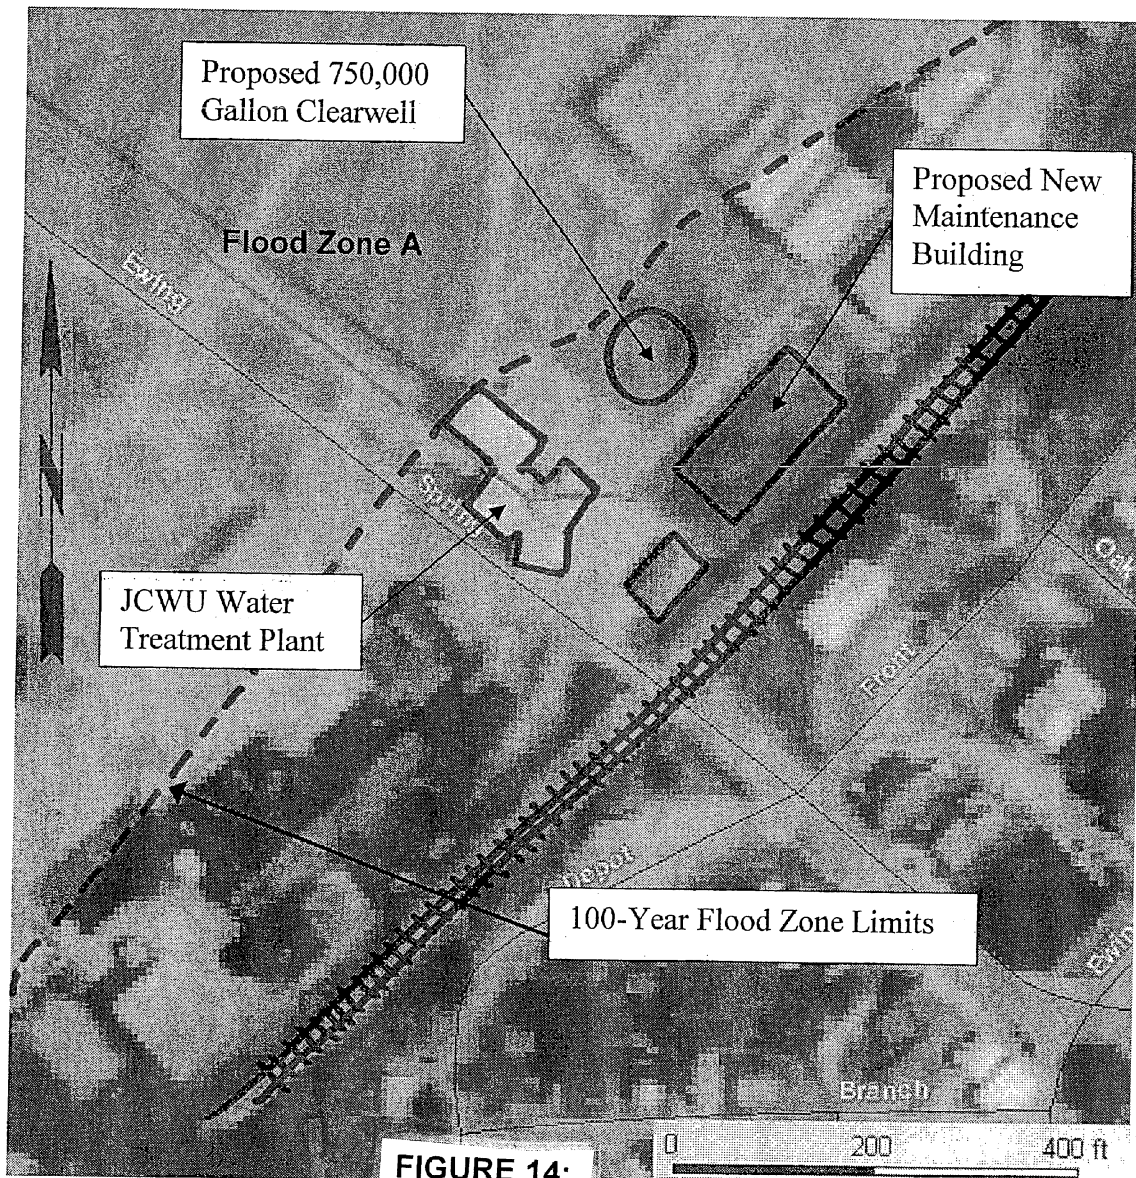 Proposed 750,000
Gallon Clearwell
Proposed New
Maintenance
Building
Flood Zone A
Ewing
N
Spring
Oak
JCWU Water
Treatment Plant
Front
Depot
100-Year Flood Zone Limits
Branch
0 200 400 ft
FIGURE 14: